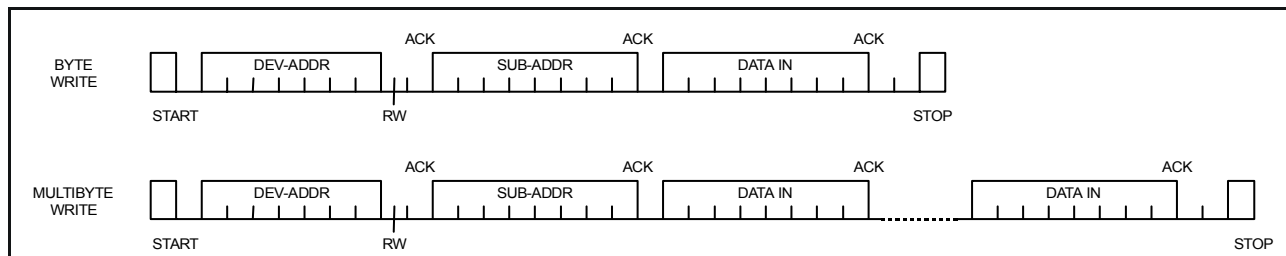 ACK ACK ACK
BYTE
WRITE
DEV-ADDR SUB-ADDR DATA IN
START RW STOP
ACK ACK ACK ACK
MULTIBYTE
WRITE
DEV-ADDR SUB-ADDR DATA IN DATA IN
START RW STOP